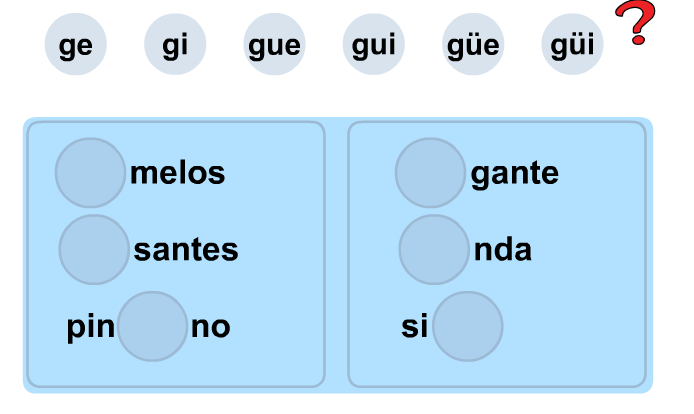 ge gi gue gui güe güi ?
melos
santes
pin no
gante
nda
si